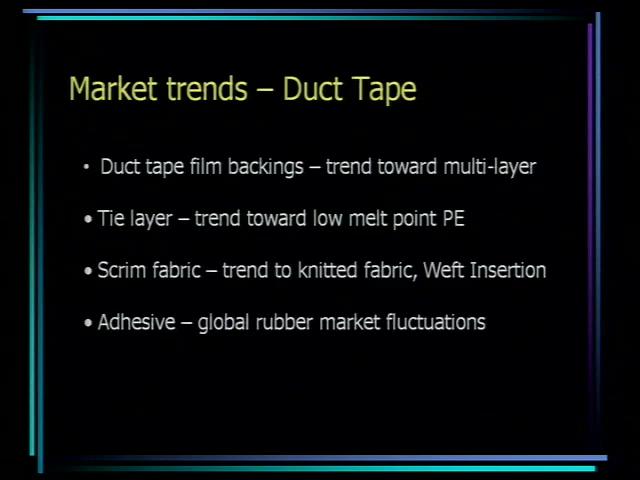 Market trends – Duct Tape
• Duct tape film backings – trend toward multi-layer
• Tie layer – trend toward low melt point PE
• Scrim fabric – trend to knitted fabric, Weft Insertion
• Adhesive – global rubber market fluctuations